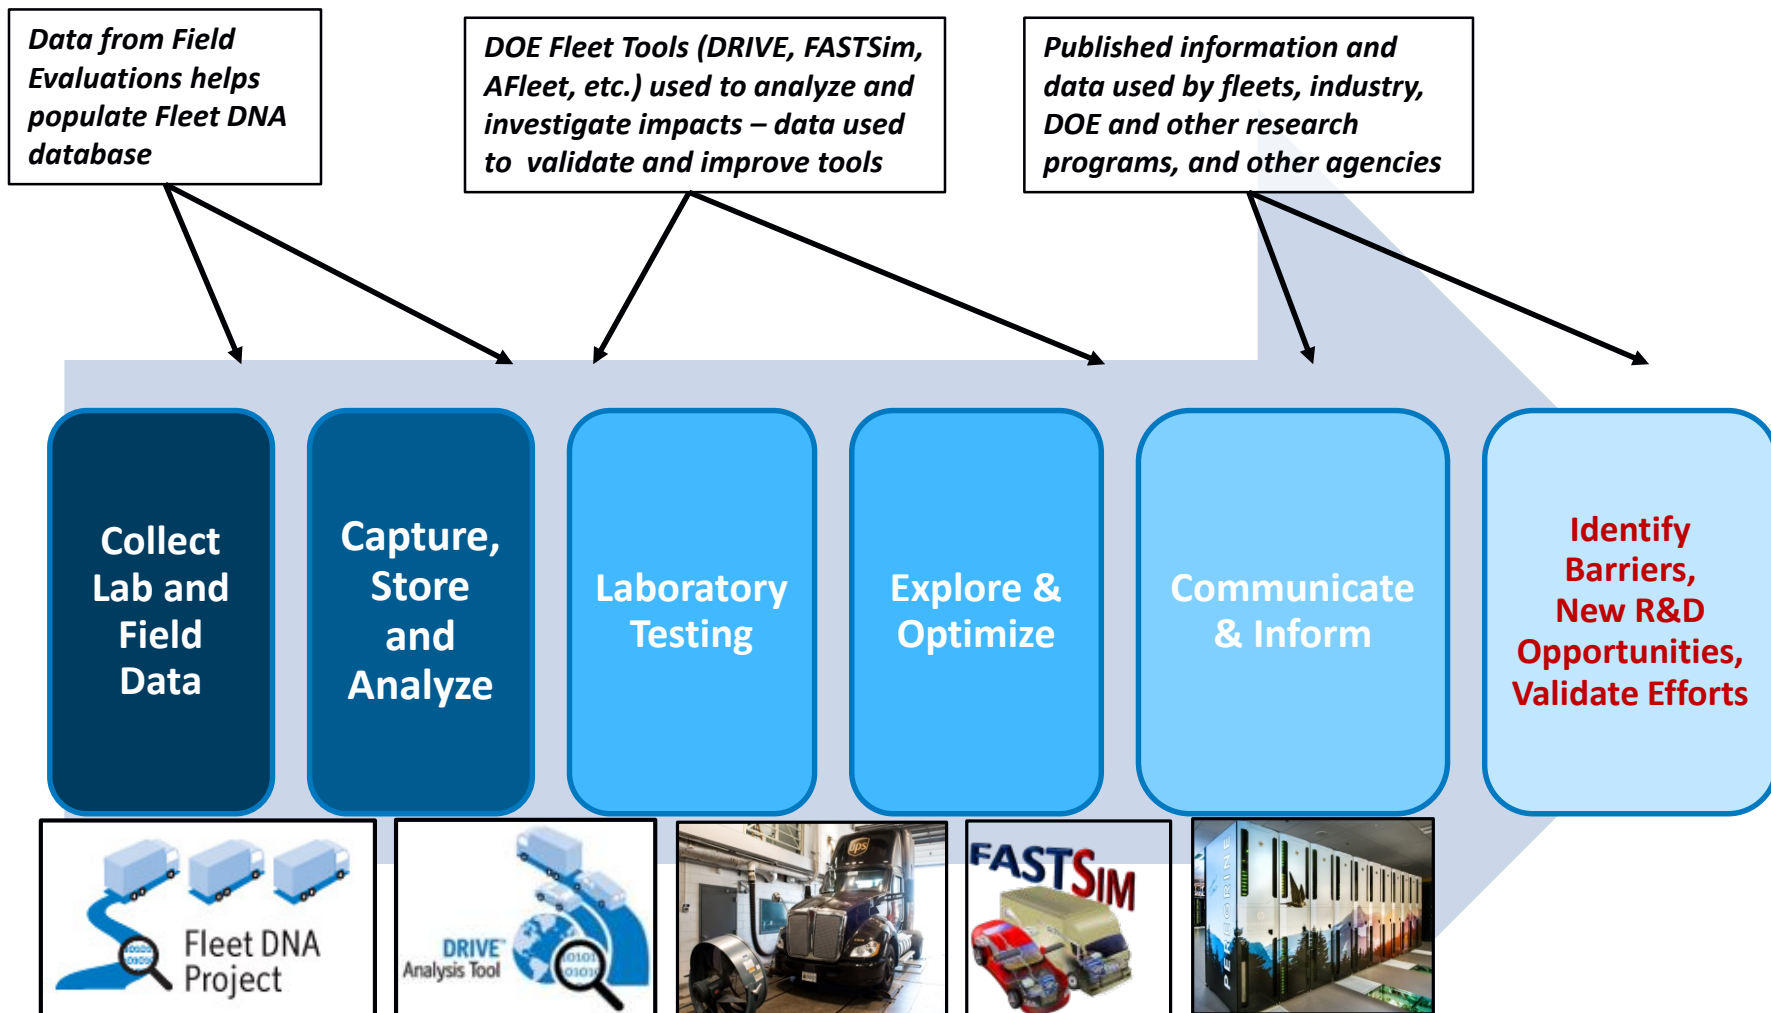 Data from Field
Evaluations helps
populate Fleet DNA
database
DOE Fleet Tools (DRIVE, FASTSim,
AFleet, etc.) used to analyze and
investigate impacts – data used
to validate and improve tools
Published information and
data used by fleets, industry,
DOE and other research
programs, and other agencies
Collect
Lab and
Field
Data
Capture,
Store
and
Analyze
Laboratory
Testing
Explore &
Optimize
Communicate
& Inform
Identify
Barriers,
New R&D
Opportunities,
Validate Efforts
Fleet DNA
Project
DRIVE™
Analysis Tool
ups
FASTSIM
PEREGRINE